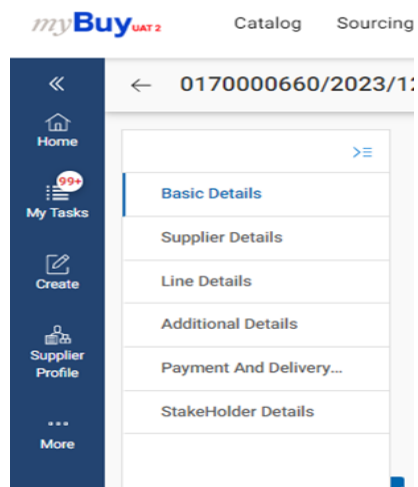 myBuy UAT 2
Catalog Sourcing
0170000660/2023/12
Home
99+
My Tasks
Create
Supplier
Profile
More
Basic Details
Supplier Details
Line Details
Additional Details
Payment And Delivery...
StakeHolder Details